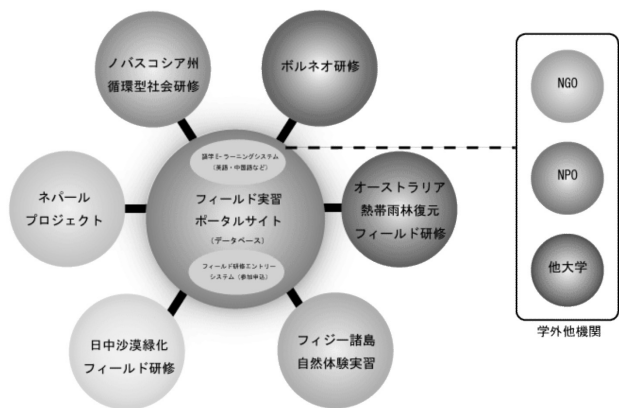 ノバスコシア州
循環型社会研修
ボルネオ研修
NGO
語学E-ラーニングシステム
(英語・中国語など)
ネパール
プロジェクト
フィールド実習
ポータルサイト
(データベース)
オーストラリア
熱帯雨林復元
フィールド研修
NPO
フィールド研修エントリー
システム(参加申込)
他大学
日中沙漠緑化
フィールド研修
フィジー諸島
自然体験実習
学外他機関